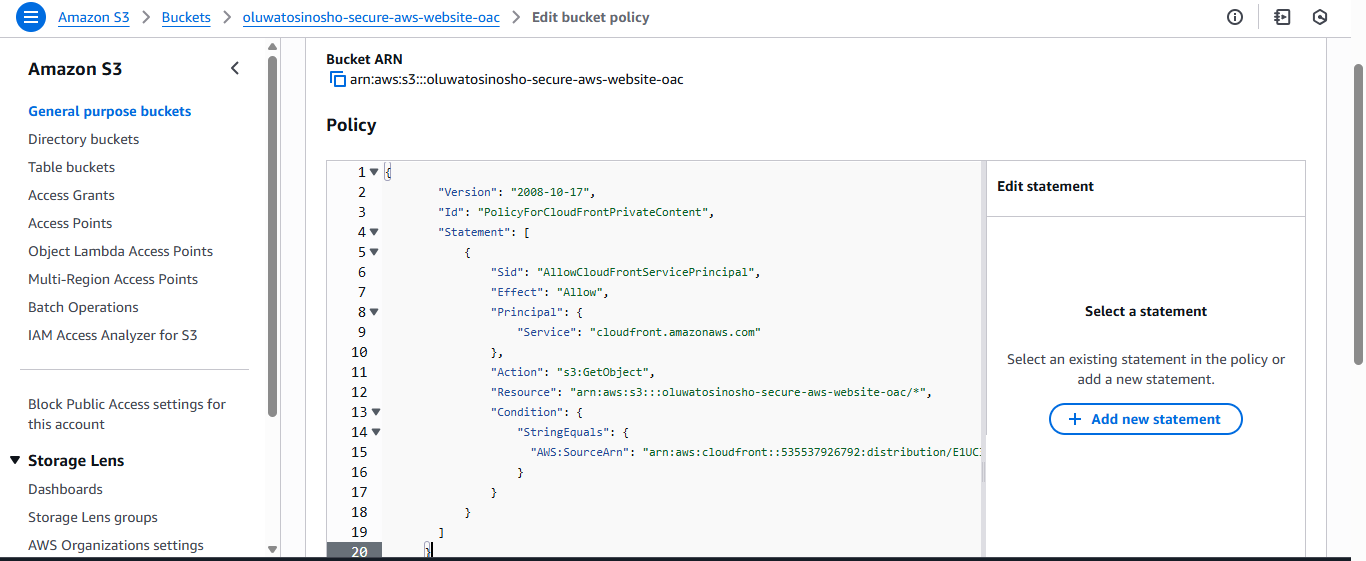 Amazon S3 > Buckets > oluwatosinosho-secure-aws-website-oac > Edit bucket policy
Amazon S3
General purpose buckets
Directory buckets
Table buckets
Access Grants
Access Points
Object Lambda Access Points
Multi-Region Access Points
Batch Operations
IAM Access Analyzer for S3
Block Public Access settings for
this account
Storage Lens
Dashboards
Storage Lens groups
AWS Organizations settings
Bucket ARN
arn:aws:s3:::oluwatosinosho-secure-aws-website-oac
Policy
1 {
2 "Version": "2008-10-17",
3 "Id": "PolicyForCloudFrontPrivateContent",
4 "Statement": [
5 {
6 "Sid": "AllowCloudFrontServicePrincipal",
7 "Effect": "Allow",
8 "Principal": {
9 "Service": "cloudfront.amazonaws.com"
10 },
11 "Action": "s3:GetObject",
12 "Resource": "arn:aws:s3:::oluwatosinosho-secure-aws-website-oac/*",
13 "Condition": {
14 "StringEquals": {
15 "AWS:SourceArn": "arn:aws:cloudfront::535537926792:distribution/E1UC
16 }
17 }
18 }
19 ]
20 }
Edit statement
Select a statement
Select an existing statement in the policy or
add a new statement.
+ Add new statement